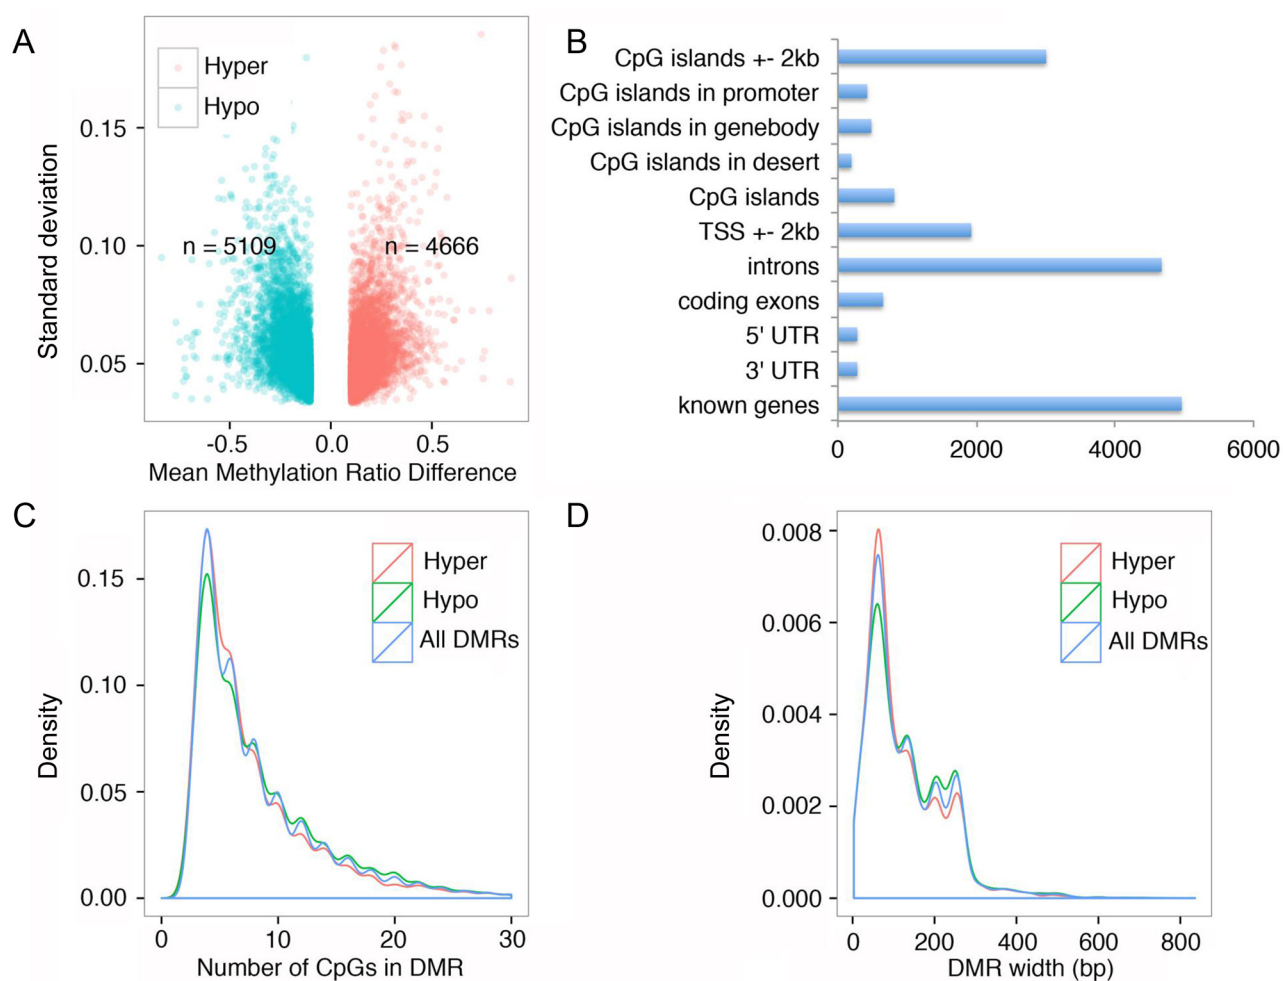 A
Hyper
Hypo
0.15
0.10
0.05
n = 5109
n = 4666
-0.5
0.0
0.5
Standard deviation
Mean Methylation Ratio Difference
B
CpG islands +- 2kb
CpG islands in promoter
CpG islands in genebody
CpG islands in desert
CpG islands
TSS +- 2kb
introns
coding exons
5' UTR
3' UTR
known genes
0
2000
4000
6000
C
Hyper
Hypo
All DMRs
0.15
0.10
0.05
0.00
Density
0
10
20
30
Number of CpGs in DMR
D
Hyper
Hypo
All DMRs
0.008
0.006
0.004
0.002
0.000
Density
0
200
400
600
800
DMR width (bp)